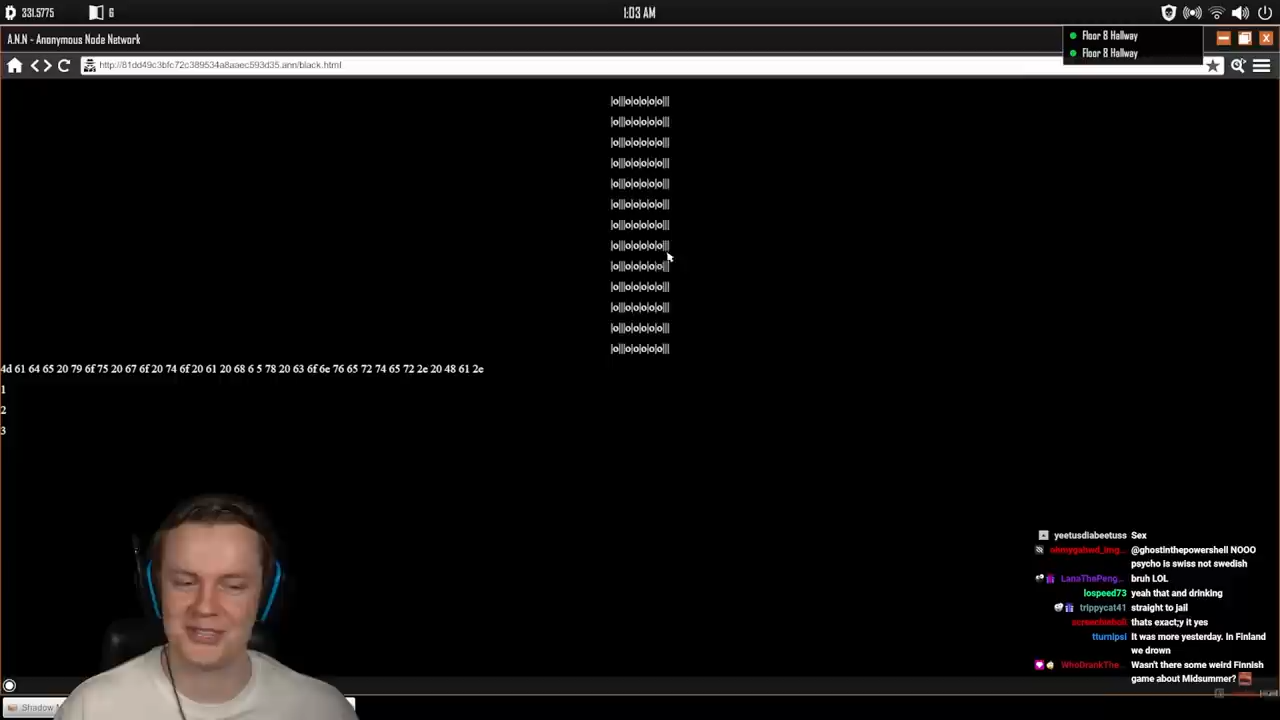 331.5775
6
1:03 AM
A.N.N - Anonymous Node Network
Floor 8 Hallway
Floor 8 Hallway
http://81dd49c3bfc72c389534a8aaec593d35.ann/black.html
|o|||o|o|o|o|o|||
|o|||o|o|o|o|o|||
|o|||o|o|o|o|o|||
|o|||o|o|o|o|o|||
|o|||o|o|o|o|o|||
|o|||o|o|o|o|o|||
|o|||o|o|o|o|o|||
|o|||o|o|o|o|o|||
|o|||o|o|o|o|o|||
|o|||o|o|o|o|o|||
|o|||o|o|o|o|o|||
|o|||o|o|o|o|o|||
|o|||o|o|o|o|o|||
4d 61 64 65 20 79 6f 75 20 67 6f 20 74 6f 20 61 20 68 6 5 78 20 63 6f 6e 76 65 72 74 65 72 2e 20 48 61 2e
1
2
3
yeetusdiabeetuss Sex
@ghostinthepowershell NOOO
psycho is swiss not swedish
LanaThePeng... bruh LOL
lospeed73 yeah that and drinking
trippycat41 straight to jail
thats exact;y it yes
tturnipsi It was more yesterday. In Finland
we drown
WhoDrankThe... Wasn't there some weird Finnish
game about Midsummer?
Shadow